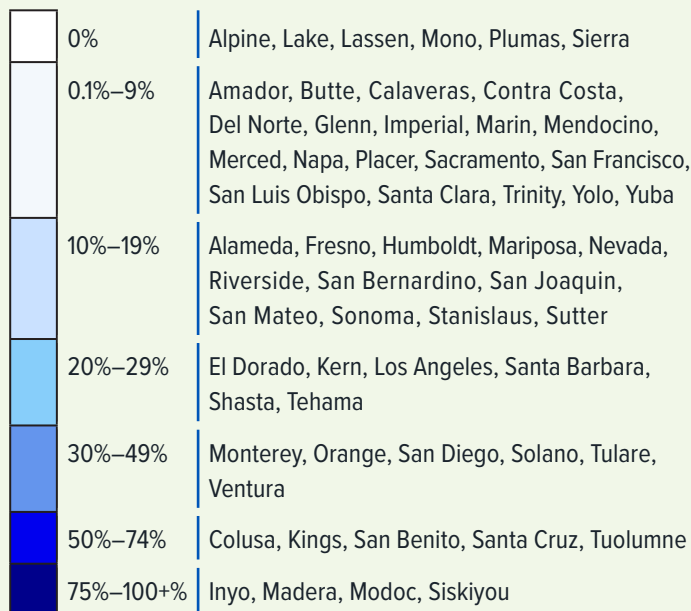 0% Alpine, Lake, Lassen, Mono, Plumas, Sierra
0.1%–9% Amador, Butte, Calaveras, Contra Costa,
Del Norte, Glenn, Imperial, Marin, Mendocino,
Merced, Napa, Placer, Sacramento, San Francisco,
San Luis Obispo, Santa Clara, Trinity, Yolo, Yuba
10%–19% Alameda, Fresno, Humboldt, Mariposa, Nevada,
Riverside, San Bernardino, San Joaquin,
San Mateo, Sonoma, Stanislaus, Sutter
20%–29% El Dorado, Kern, Los Angeles, Santa Barbara,
Shasta, Tehama
30%–49% Monterey, Orange, San Diego, Solano, Tulare,
Ventura
50%–74% Colusa, Kings, San Benito, Santa Cruz, Tuolumne
75%–100+% Inyo, Madera, Modoc, Siskiyou